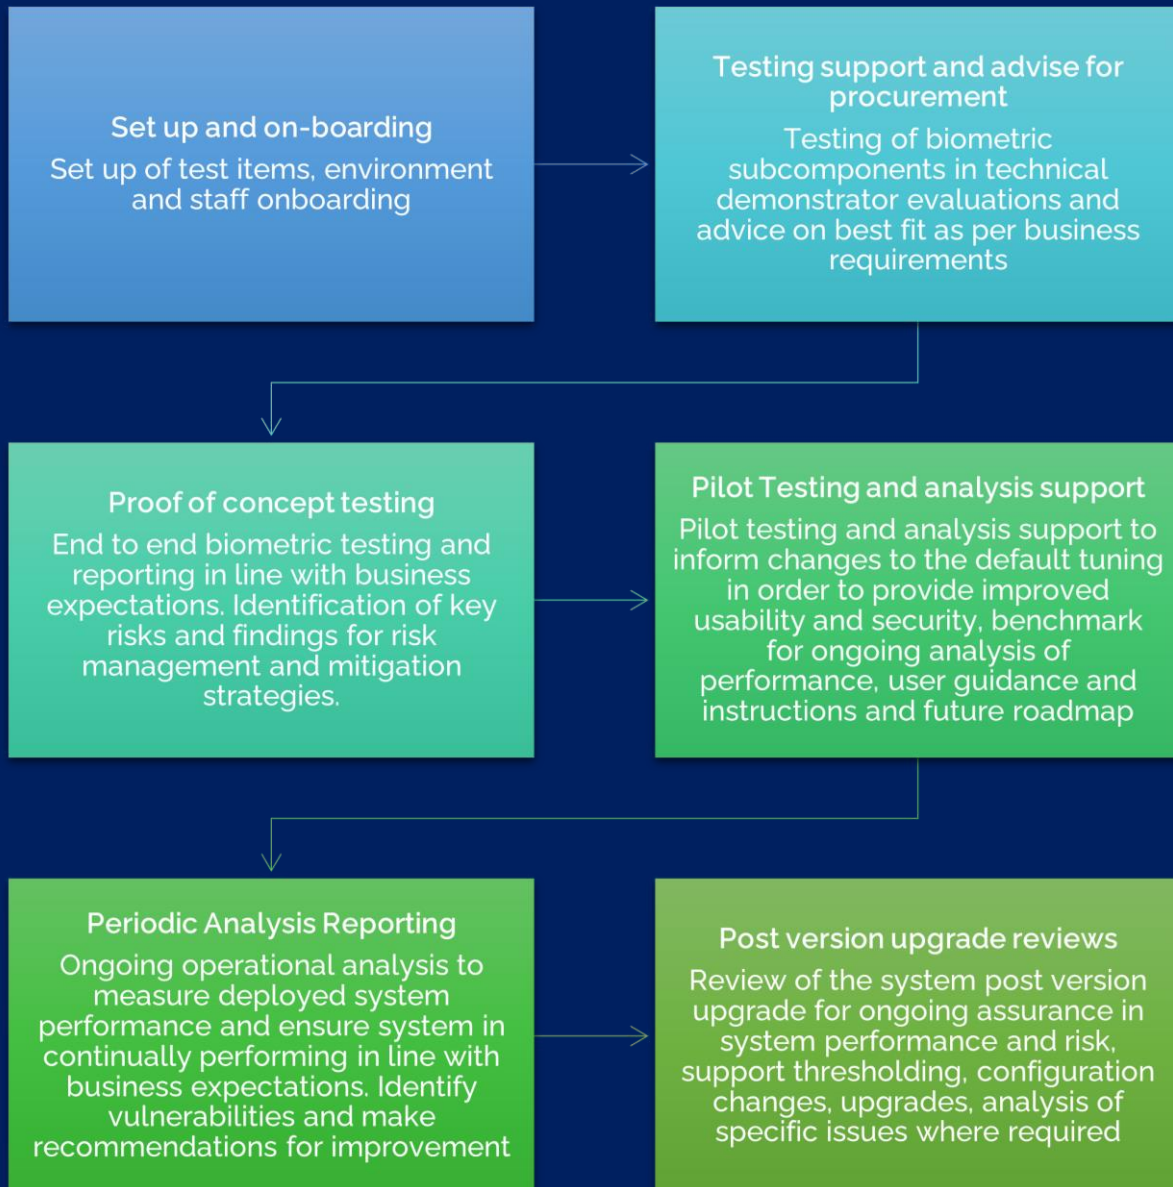 Set up and on-boarding
Set up of test items, environment
and staff onboarding
Testing support and advise for
procurement
Testing of biometric
subcomponents in technical
demonstrator evaluations and
advice on best fit as per business
requirements
Proof of concept testing
End to end biometric testing and
reporting in line with business
expectations. Identification of key
risks and findings for risk
management and mitigation
strategies.
Pilot Testing and analysis support
Pilot testing and analysis support to
inform changes to the default tuning
in order to provide improved
usability and security, benchmark
for ongoing analysis of
performance, user guidance and
instructions and future roadmap
Periodic Analysis Reporting
Ongoing operational analysis to
measure deployed system
performance and ensure system in
continually performing in line with
business expectations. Identify
vulnerabilities and make
recommendations for improvement
Post version upgrade reviews
Review of the system post version
upgrade for ongoing assurance in
system performance and risk,
support thresholding, configuration
changes, upgrades, analysis of
specific issues where required